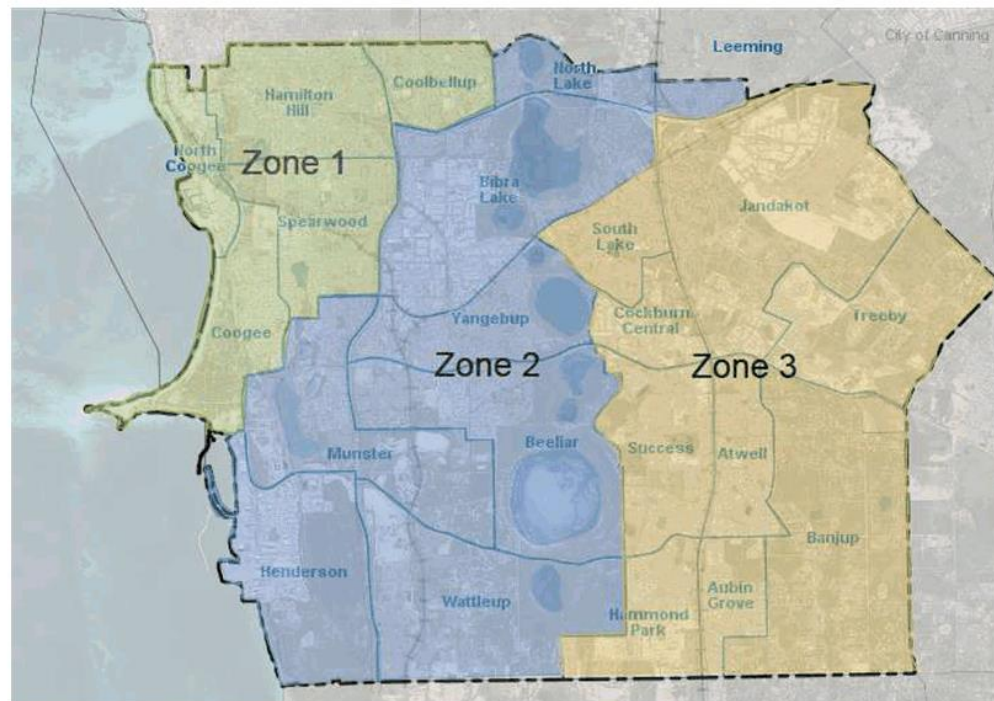 City of Canning
Leeming
North
Lake
Coolbellup
Hamilton
Hill
North
Coogee
Zone 1
Bibra
Lake
Jandakot
Spearwood
South
Lake
Yangebup
Cockburn
Central
Treeby
Coogee
Zone 2
Zone 3
Munster
Beeliar
Success
Atwell
Banjup
Henderson
Wattleup
Aubin
Grove
Hammond
Park